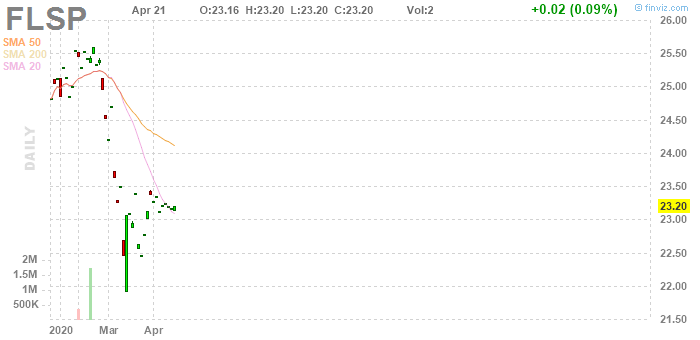 FLSP Apr 21 O:23.16 H:23.20 L:23.20 C:23.20 Vol:2 +0.02 (0.09%) © finviz.com
SMA 50
SMA 200
SMA 20
DAILY
26.00
25.50
25.00
24.50
24.00
23.50
23.20
23.00
22.50
22.00
21.50
2M
1.5M
1M
500K
2020 Mar Apr